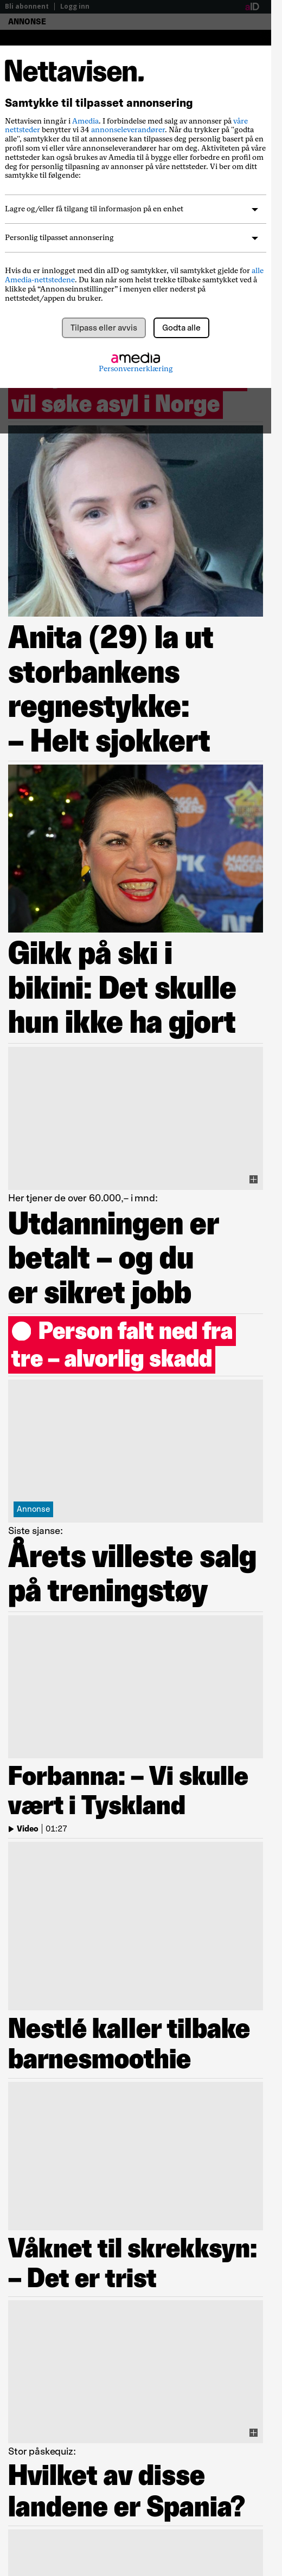 Bli abonnent | Logg inn
aID
ANNONSE
Nettavisen.
Samtykke til tilpasset annonsering
Nettavisen inngår i Amedia. I forbindelse med salg av annonser på våre
nettsteder benytter vi 34 annonseleverandører. Når du trykker på "godta
alle", samtykker du til at annonsene kan tilpasses deg personlig basert på en
profil som vi eller våre annonseleverandører har om deg. Aktiviteten på våre
nettsteder kan også brukes av Amedia til å bygge eller forbedre en profil om
deg for personlig tilpasning av annonser på våre nettsteder. Vi ber om ditt
samtykke til følgende:
Lagre og/eller få tilgang til informasjon på en enhet
Personlig tilpasset annonsering
Hvis du er innlogget med din aID og samtykker, vil samtykket gjelde for alle
Amedia-nettstedene. Du kan når som helst trekke tilbake samtykket ved å
klikke på “Annonseinnstillinger” i menyen eller nederst på
nettstedet/appen du bruker.
Tilpass eller avvis
Godta alle
amedia
Personvernerklæring
vil søke asyl i Norge
Anita (29) la ut
storbankens
regnestykke:
– Helt sjokkert
Gikk på ski i
bikini: Det skulle
hun ikke ha gjort
Her tjener de over 60.000,– i mnd:
Utdanningen er
betalt – og du
er sikret jobb
Person falt ned fra
tre – alvorlig skadd
Annonse
Siste sjanse:
Årets villeste salg
på treningstøy
Forbanna: – Vi skulle
vært i Tyskland
Video | 01:27
Nestlé kaller tilbake
barnesmoothie
Våknet til skrekksyn:
– Det er trist
Stor påskequiz:
Hvilket av disse
landene er Spania?